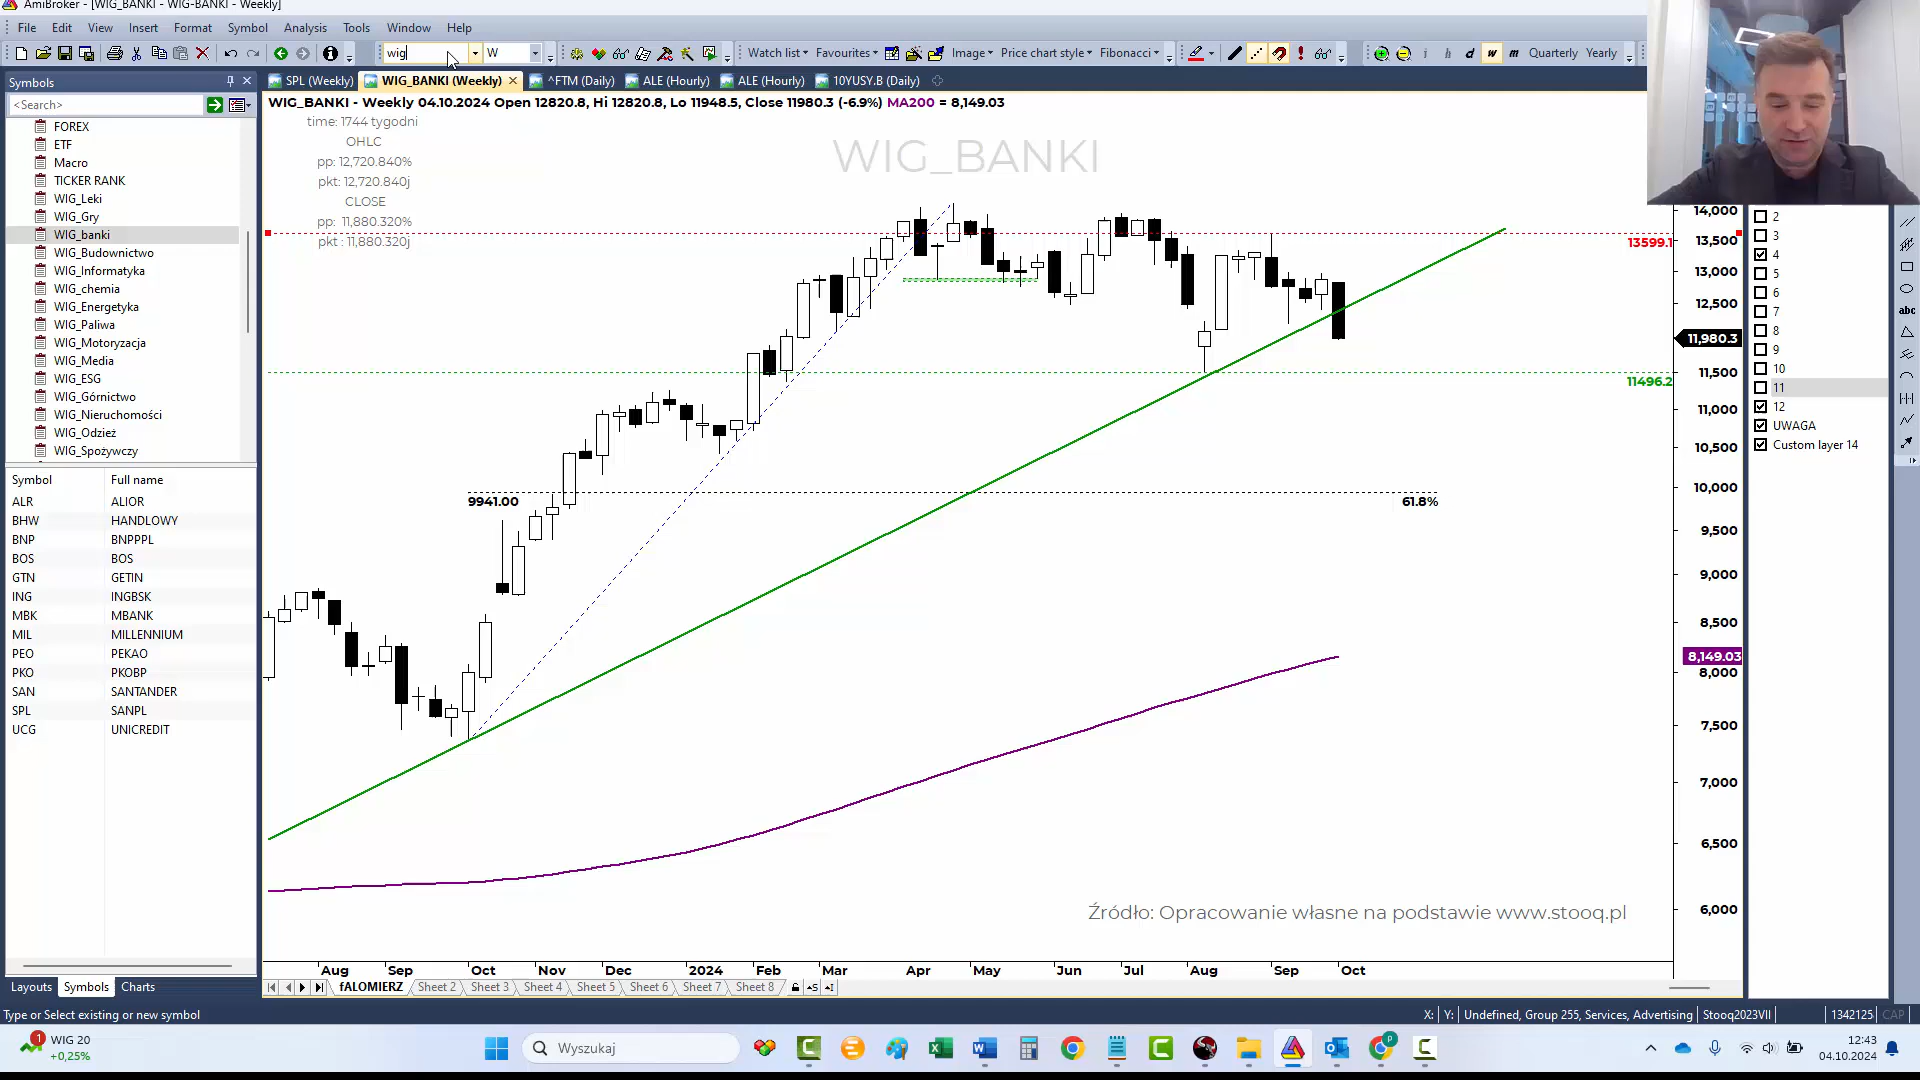 AmiBroker - [WIG_BANKI - WIG-BANKI - Weekly]
File Edit View Insert Format Symbol Analysis Tools Window Help
wig W Watch list Favourites Image Price chart style Fibonacci i h d w m Quarterly Yearly
Symbols
SPL (Weekly) WIG_BANKI (Weekly) ^FTM (Daily) ALE (Hourly) ALE (Hourly) 10YUSY.B (Daily)
<Search>
FOREX
ETF
Macro
TICKER RANK
WIG_Leki
WIG_Gry
WIG_banki
WIG_Budownictwo
WIG_Informatyka
WIG_chemia
WIG_Energetyka
WIG_Paliwa
WIG_Motoryzacja
WIG_Media
WIG_ESG
WIG_Górnictwo
WIG_Nieruchomości
WIG_Odzież
WIG_Spożywczy
Symbol Full name
ALR ALIOR
BHW HANDLOWY
BNP BNPPPL
BOS BOS
GTN GETIN
ING INGBSK
MBK MBANK
MIL MILLENNIUM
PEO PEKAO
PKO PKOBP
SAN SANTANDER
SPL SANPL
UCG UNICREDIT
Layouts Symbols Charts
WIG_BANKI - Weekly 04.10.2024 Open 12820.8, Hi 12820.8, Lo 11948.5, Close 11980.3 (-6.9%) MA200 = 8,149.03
time: 1744 tygodni
OHLC
pp: 12,720.840%
pkt: 12,720.840j
CLOSE
pp: 11,880.320%
pkt : 11,880.320j
WIG_BANKI
13599.1
11496.2
9941.00 61.8%
14,000
13,500
13,000
12,500
11,980.3
11,500
11,000
10,500
10,000
9,500
9,000
8,500
8,149.03
8,000
7,500
7,000
6,500
6,000
Źródło: Opracowanie własne na podstawie www.stooq.pl
Aug Sep Oct Nov Dec 2024 Feb Mar Apr May Jun Jul Aug Sep Oct
fALOMIERZ Sheet 2 Sheet 3 Sheet 4 Sheet 5 Sheet 6 Sheet 7 Sheet 8
2
3
4
5
6
7
8
9
10
11
12
UWAGA
Custom layer 14
abc
Type or Select existing or new symbol X: Y: Undefined, Group 255, Services, Advertising Stooq2023VII 1342125 CAP
1
WIG 20
+0,25%
Wyszukaj
12:43
04.10.2024